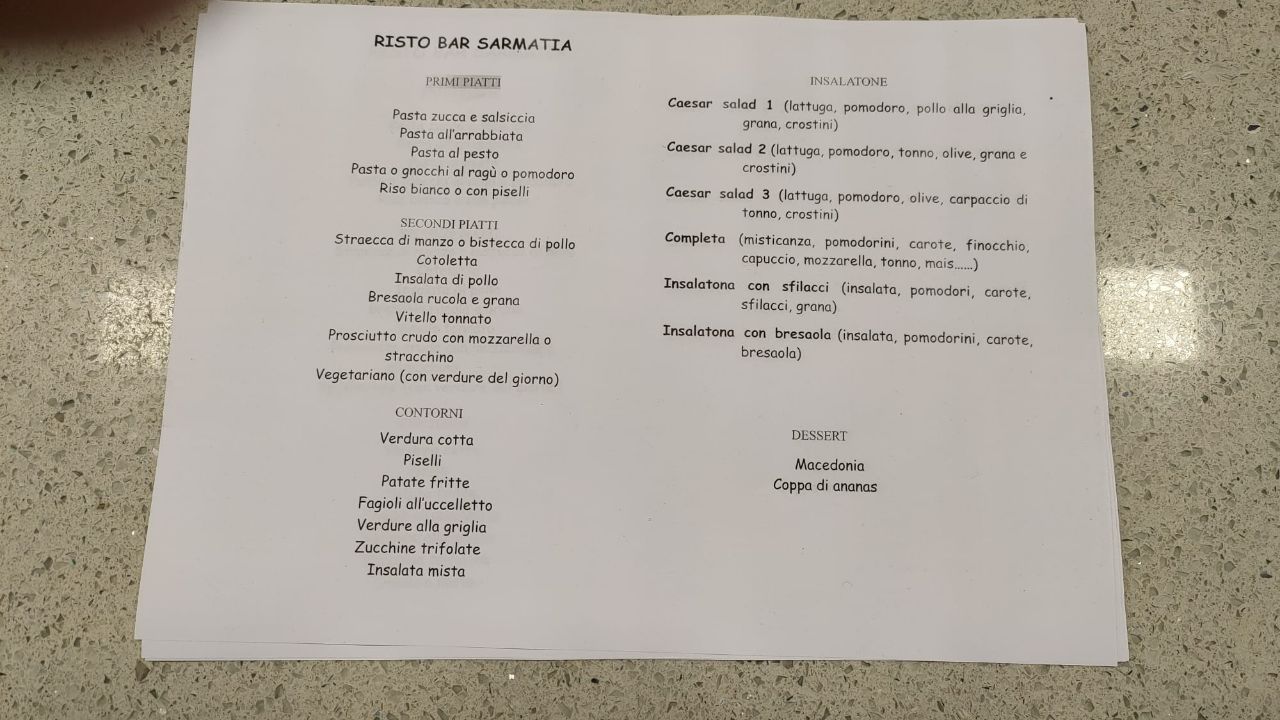 RISTO BAR SARMATIA
PRIMI PIATTI
Pasta zucca e salsiccia
Pasta all'arrabbiata
Pasta al pesto
Pasta o gnocchi al ragù o pomodoro
Riso bianco o con piselli
SECONDI PIATTI
Straecca di manzo o bistecca di pollo
Cotoletta
Insalata di pollo
Bresaola rucola e grana
Vitello tonnato
Prosciutto crudo con mozzarella o
stracchino
Vegetariano (con verdure del giorno)
CONTORNI
Verdura cotta
Piselli
Patate fritte
Fagioli all'uccelletto
Verdure alla griglia
Zucchine trifolate
Insalata mista
INSALATONE
Caesar salad 1 (lattuga, pomodoro, pollo alla griglia,
grana, crostini)
Caesar salad 2 (lattuga, pomodoro, tonno, olive, grana e
crostini)
Caesar salad 3 (lattuga, pomodoro, olive, carpaccio di
tonno, crostini)
Completa (misticanza, pomodorini, carote, finocchio,
capuccio, mozzarella, tonno, mais......)
Insalatona con sfilacci (insalata, pomodori, carote,
sfilacci, grana)
Insalatona con bresaola (insalata, pomodorini, carote,
bresaola)
DESSERT
Macedonia
Coppa di ananas